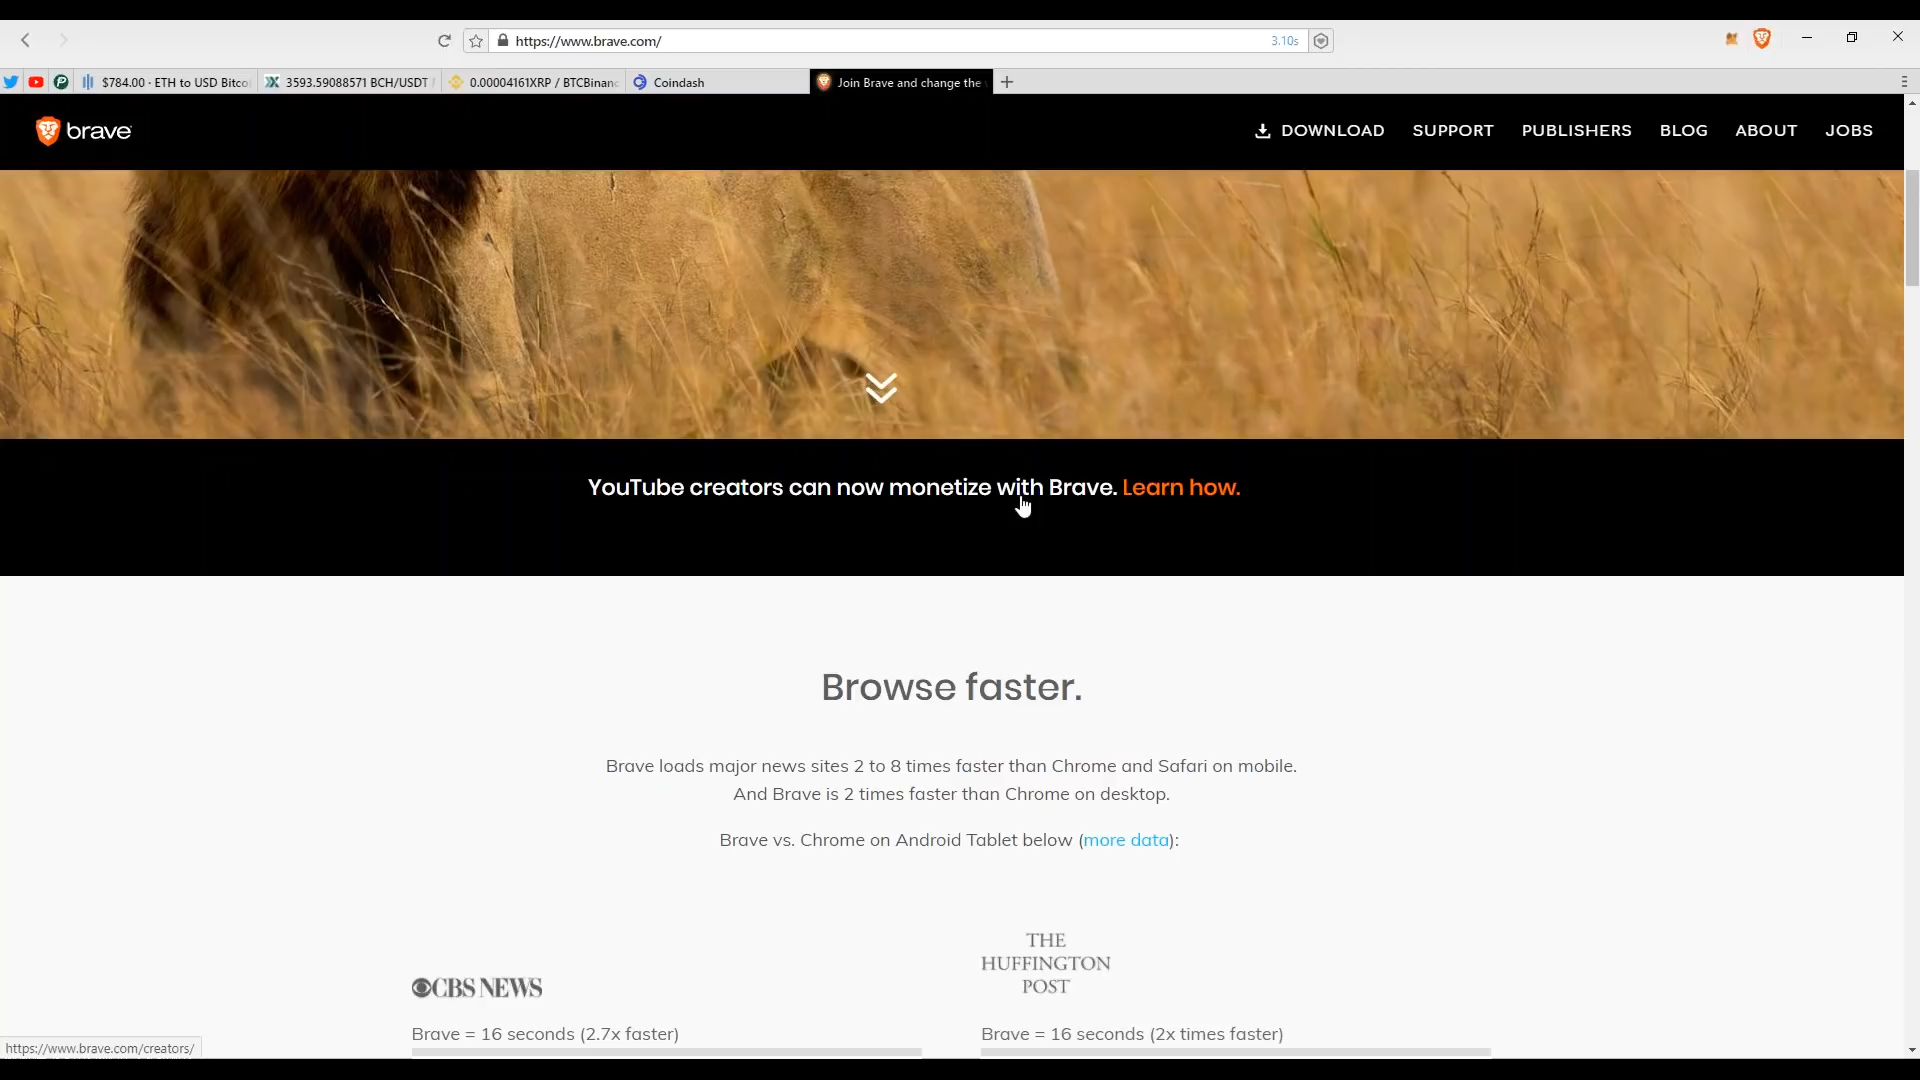 https://www.brave.com/
3.10s
$784.00 · ETH to USD Bitco
3593.59088571 BCH/USDT
0.00004161XRP / BTCBinanc
Coindash
Join Brave and change the
brave
DOWNLOAD
SUPPORT
PUBLISHERS
BLOG
ABOUT
JOBS
YouTube creators can now monetize with Brave. Learn how.
Browse faster.
Brave loads major news sites 2 to 8 times faster than Chrome and Safari on mobile.
And Brave is 2 times faster than Chrome on desktop.
Brave vs. Chrome on Android Tablet below (more data):
CBS NEWS
THE
HUFFINGTON
POST
Brave = 16 seconds (2.7x faster)
Brave = 16 seconds (2x times faster)
https://www.brave.com/creators/